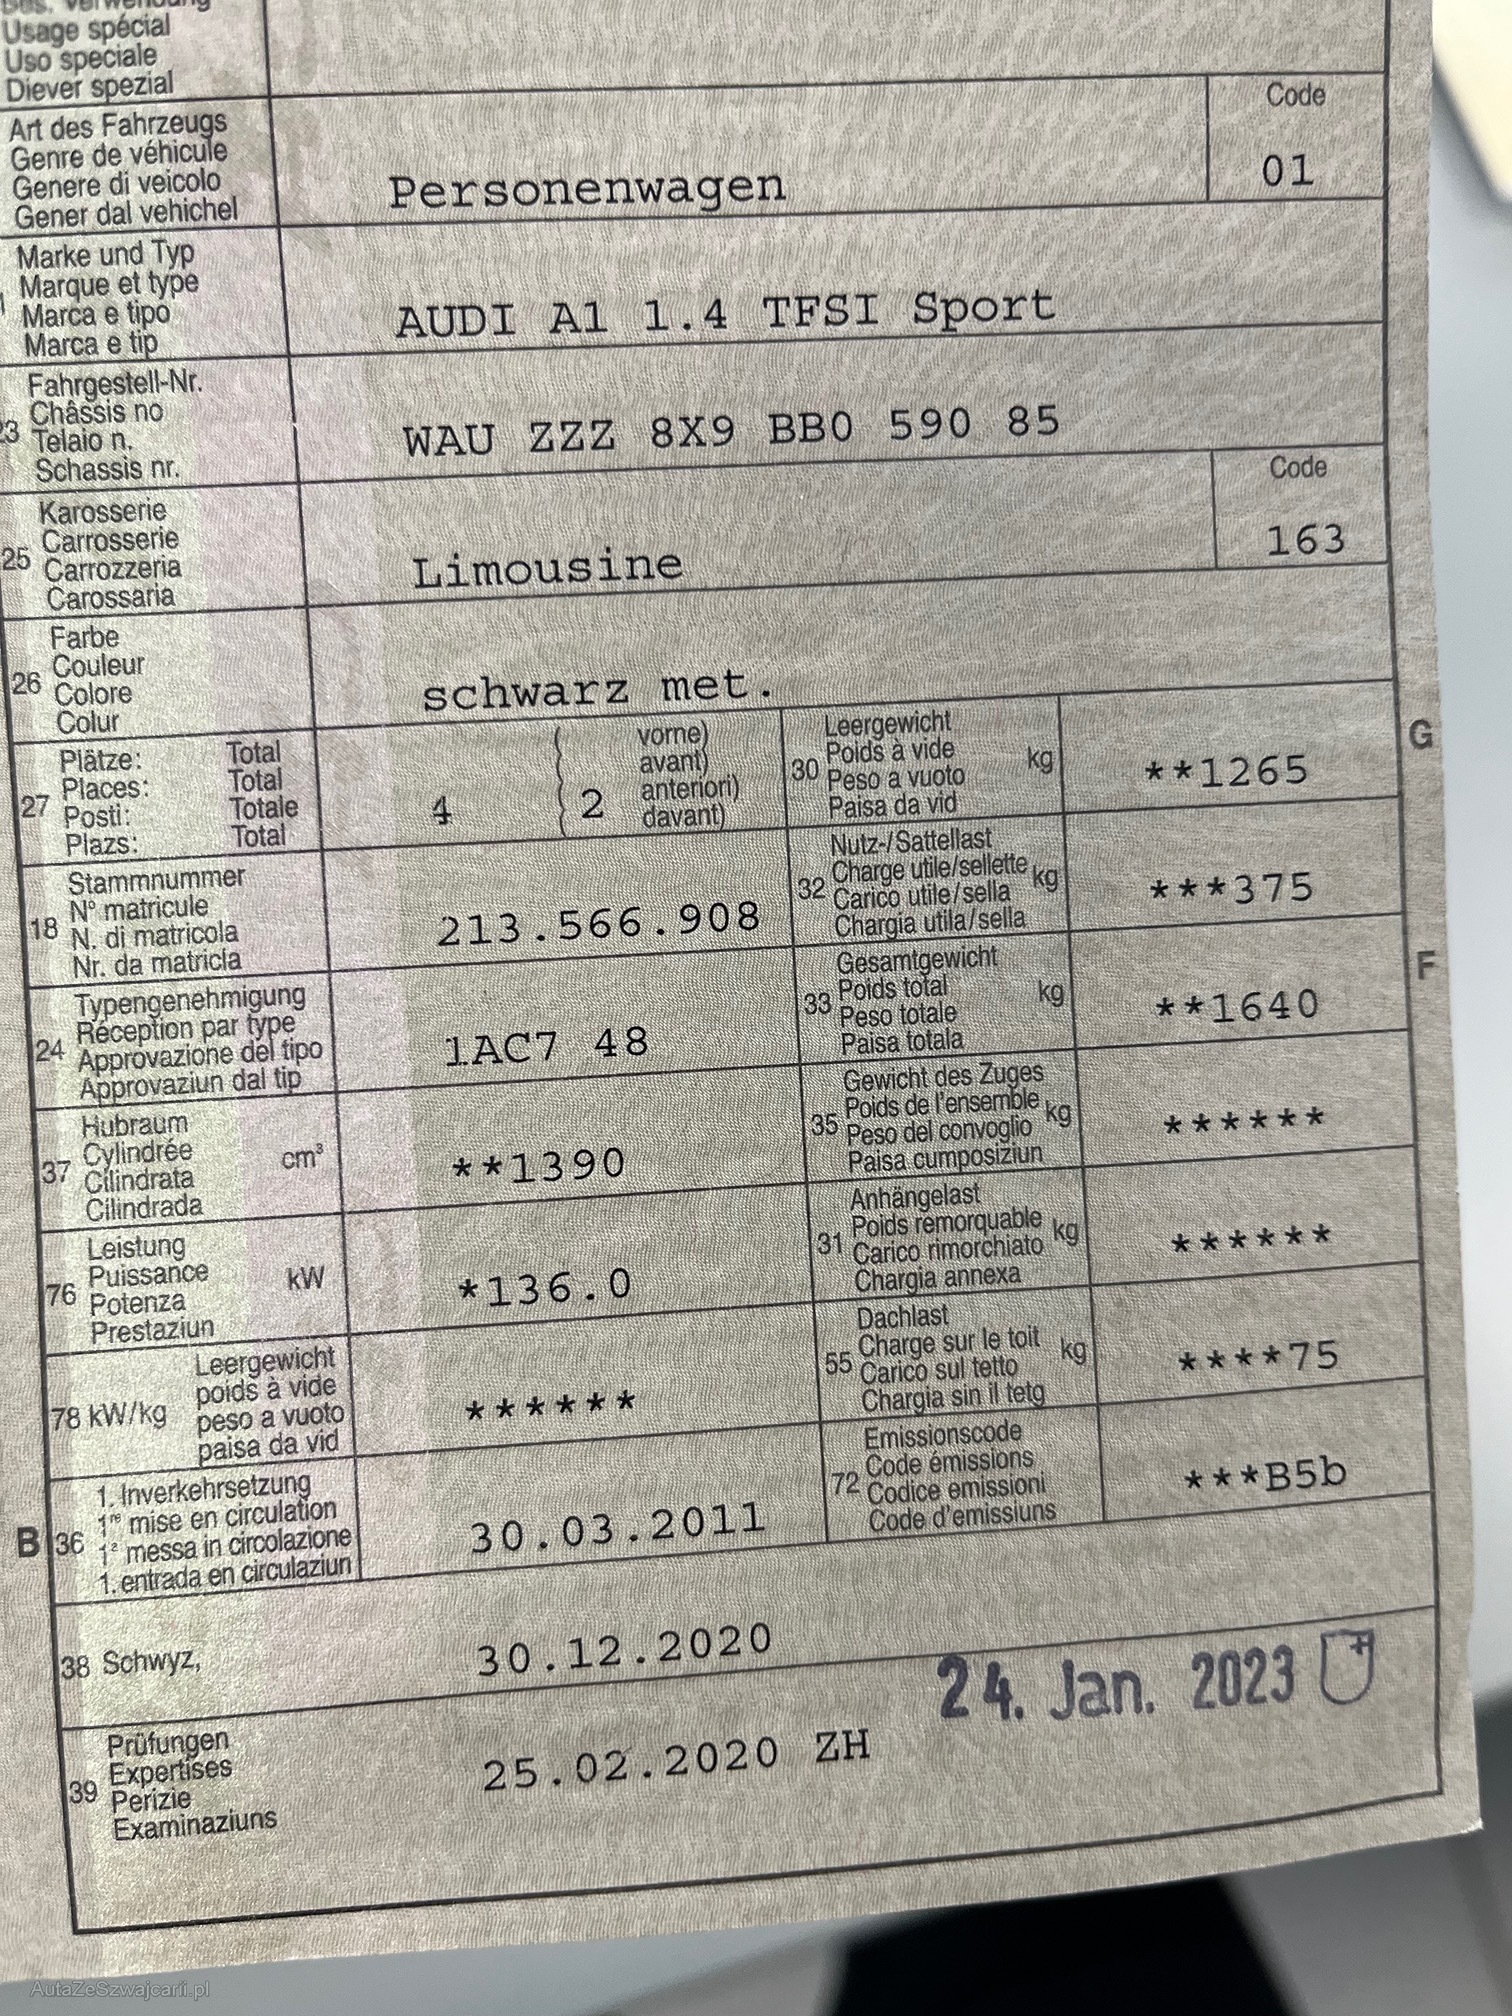 Usage spécial
Uso speciale
Diever spezial
Art des Fahrzeugs
Genre de véhicule
Genere di veicolo
Gener dal vehichel
Personenwagen
Code
01
Marke und Typ
Marque et type
Marca e tipo
Marca e tip
AUDI A1 1.4 TFSI Sport
23
Fahrgestell-Nr.
Châssis no
Telaio n.
Schassis nr.
WAU ZZZ 8X9 BB0 590 85
25
Karosserie
Carrosserie
Carrozzeria
Carossaria
Limousine
Code
163
26
Farbe
Couleur
Colore
Colur
schwarz met.
27
Plätze: Total
Places: Total
Posti: Totale
Plazs: Total
4
2
vorne)
avant)
anteriori)
davant)
30
Leergewicht
Poids à vide kg
Peso a vuoto
Paisa da vid
**1265
G
18
Stammnummer
N° matricule
N. di matricola
Nr. da matricla
213.566.908
32
Nutz-/Sattellast
Charge utile/sellette kg
Carico utile/sella
Chargia utila/sella
***375
24
Typengenehmigung
Réception par type
Approvazione del tipo
Approvaziun dal tip
1AC7 48
33
Gesamtgewicht
Poids total kg
Peso totale
Paisa totala
**1640
F
37
Hubraum
Cylindrée cm³
Cilindrata
Cilindrada
**1390
35
Gewicht des Zuges
Poids de l'ensemble kg
Peso del convoglio
Paisa cumposiziun
******
76
Leistung
Puissance kW
Potenza
Prestaziun
*136.0
31
Anhängelast
Poids remorquable kg
Carico rimorchiato
Chargia annexa
******
78 kW/kg
Leergewicht
poids à vide
peso a vuoto
paisa da vid
******
55
Dachlast
Charge sur le toit kg
Carico sul tetto
Chargia sin il tetg
****75
B
36
1. Inverkehrsetzung
1re mise en circulation
1a messa in circolazione
1. entrada en circulaziun
30.03.2011
72
Emissionscode
Code émissions
Codice emissioni
Code d'emissiuns
***B5b
38 Schwyz,
30.12.2020
24. Jan. 2023
39
Prüfungen
Expertises
Perizie
Examinaziuns
25.02.2020 ZH
AutaZeSzwajcarii.pl